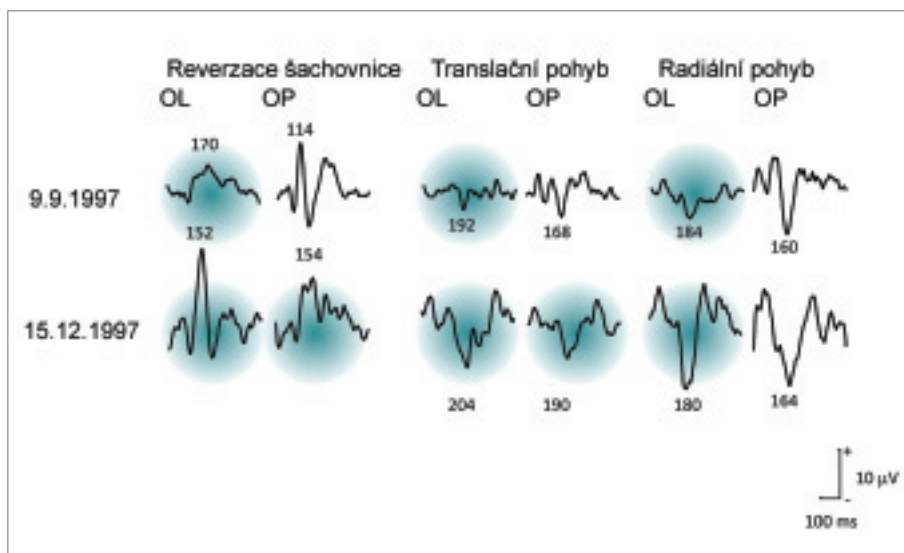 Reverzace šachovnice Translační pohyb Radiální pohyb
OL OP OL OP OL OP
9.9.1997 170 114 192 168 184 160
15.12.1997 152 154 204 190 180 164
+
10 µV
-
100 ms